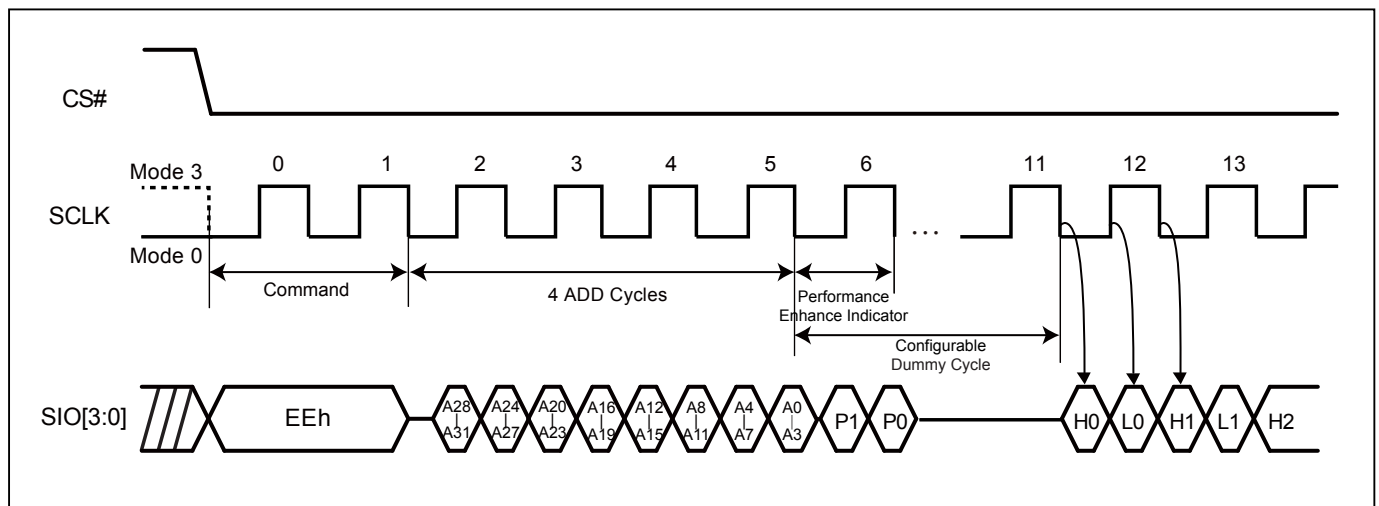 CS#
Mode 3
0 1 2 3 4 5 6 11 12 13
SCLK
...
Mode 0
Command
4 ADD Cycles
Performance
Enhance Indicator
Configurable
Dummy Cycle
SIO[3:0]
EEh
A28
|
A31
A24
|
A27
A20
|
A23
A16
|
A19
A12
|
A15
A8
|
A11
A4
|
A7
A0
|
A3
P1
P0
H0
L0
H1
L1
H2